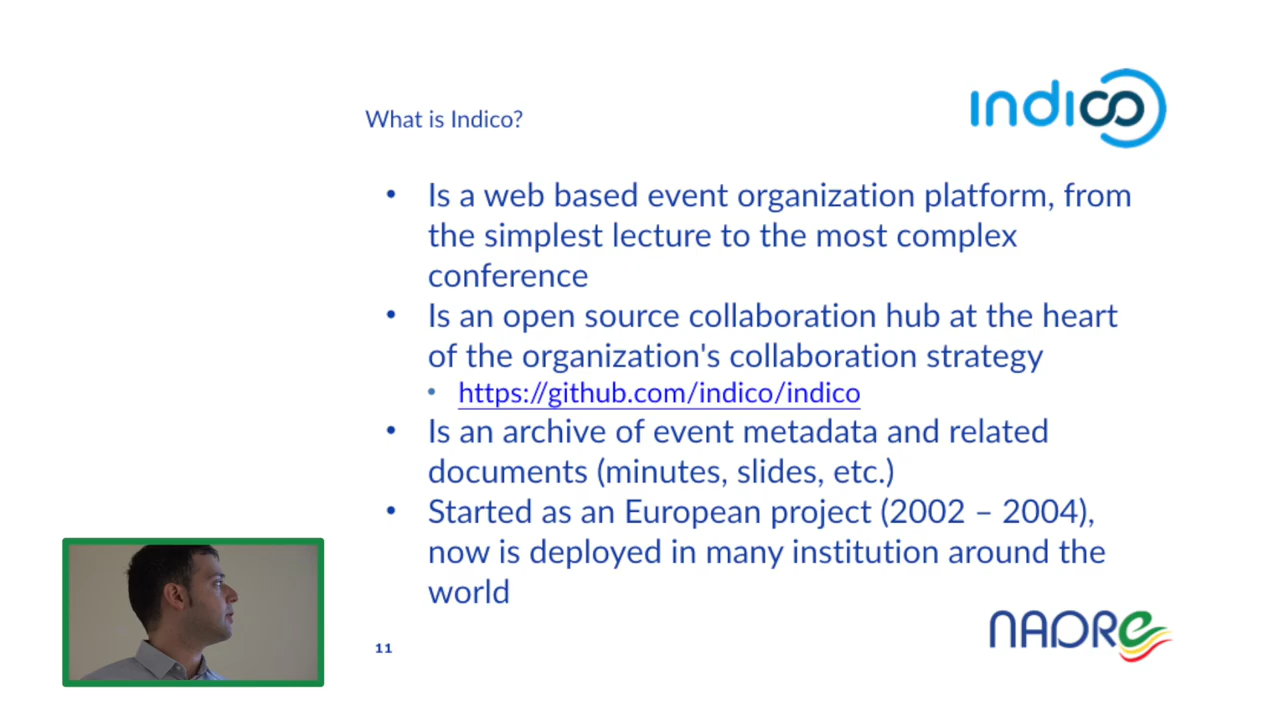 indico
What is Indico?
• Is a web based event organization platform, from
the simplest lecture to the most complex
conference
• Is an open source collaboration hub at the heart
of the organization's collaboration strategy
• https://github.com/indico/indico
• Is an archive of event metadata and related
documents (minutes, slides, etc.)
• Started as an European project (2002 – 2004),
now is deployed in many institution around the
world
NADRe
11